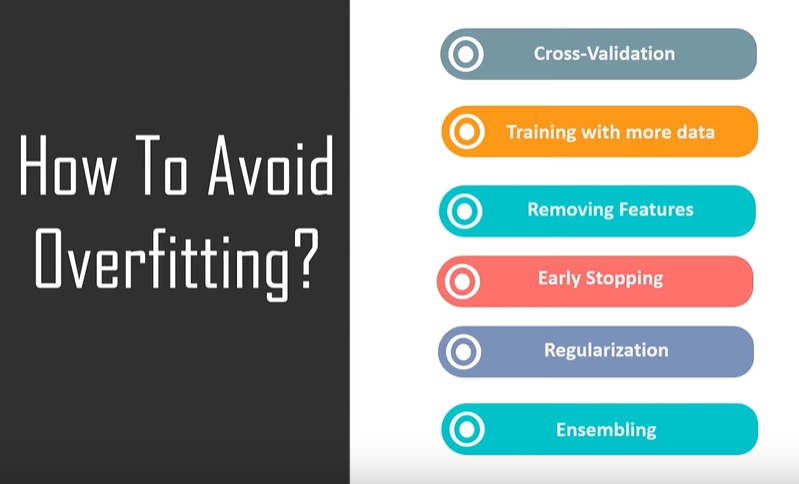 How To Avoid
Overfitting?
Cross-Validation
Training with more data
Removing Features
Early Stopping
Regularization
Ensembling